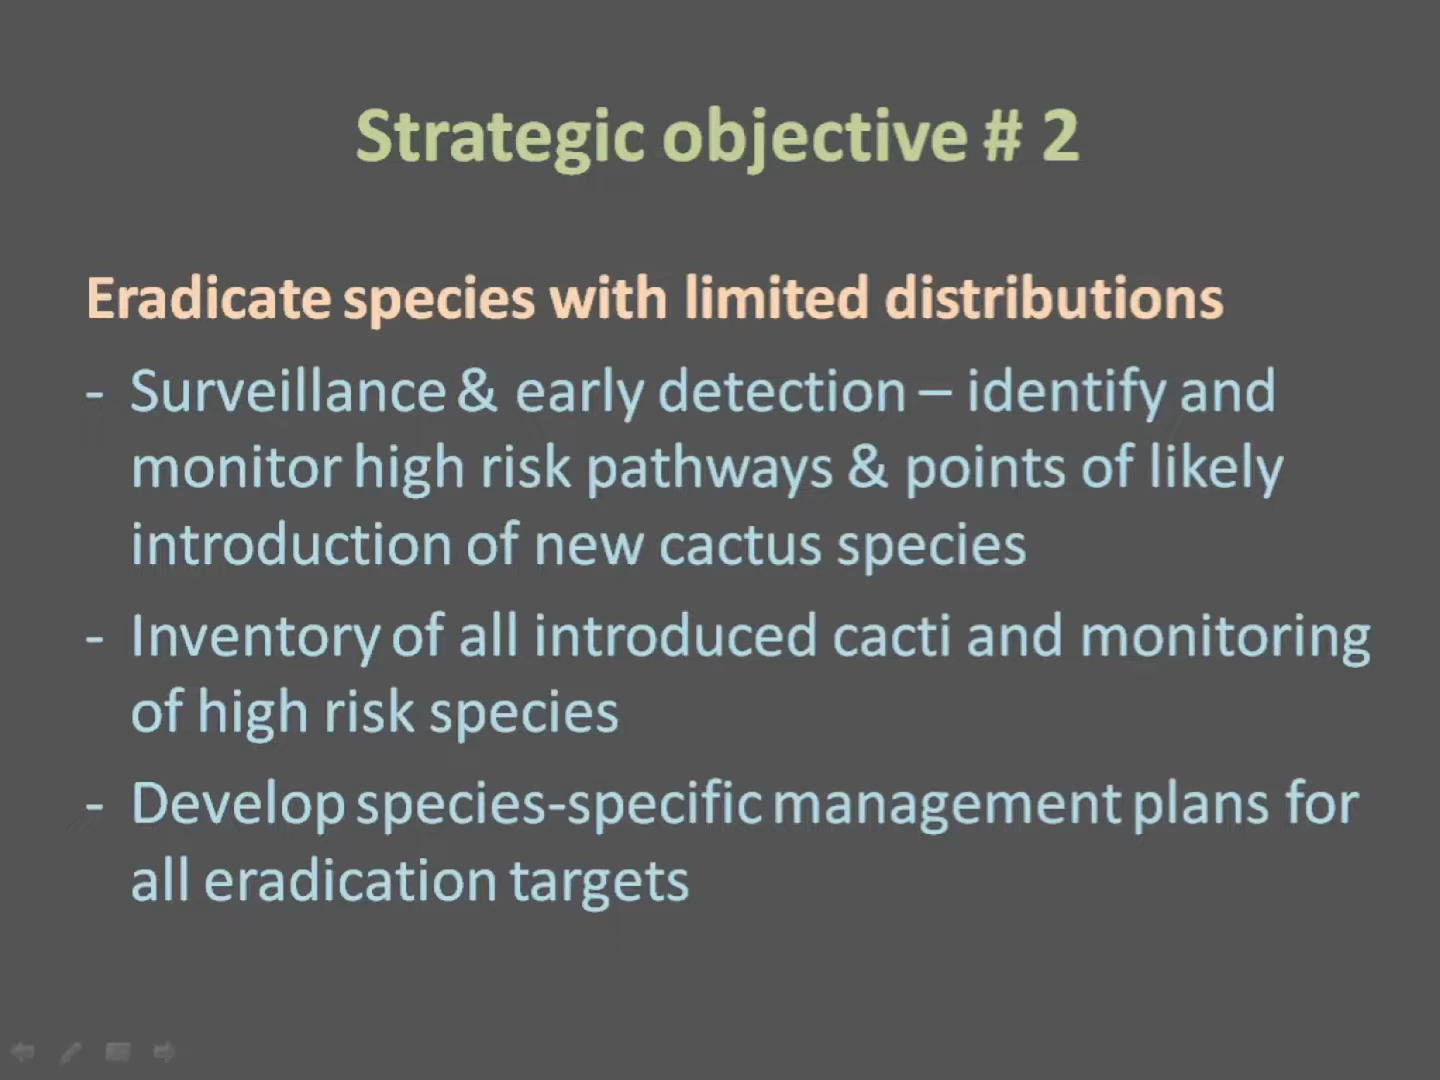 Strategic objective # 2
Eradicate species with limited distributions
- Surveillance & early detection – identify and
monitor high risk pathways & points of likely
introduction of new cactus species
- Inventory of all introduced cacti and monitoring
of high risk species
- Develop species-specific management plans for
all eradication targets